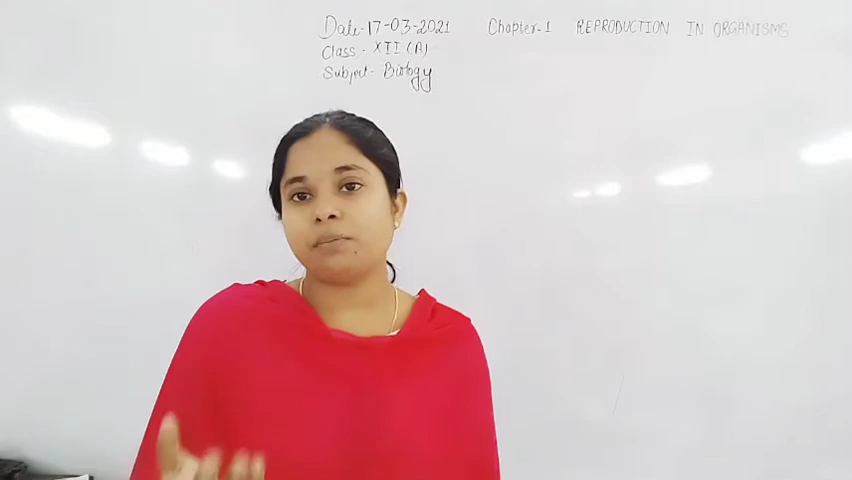 Date-17-03-2021 Chapter-1 REPRODUCTION IN ORGANISMS
Class - XII (A)
Subject- Biology